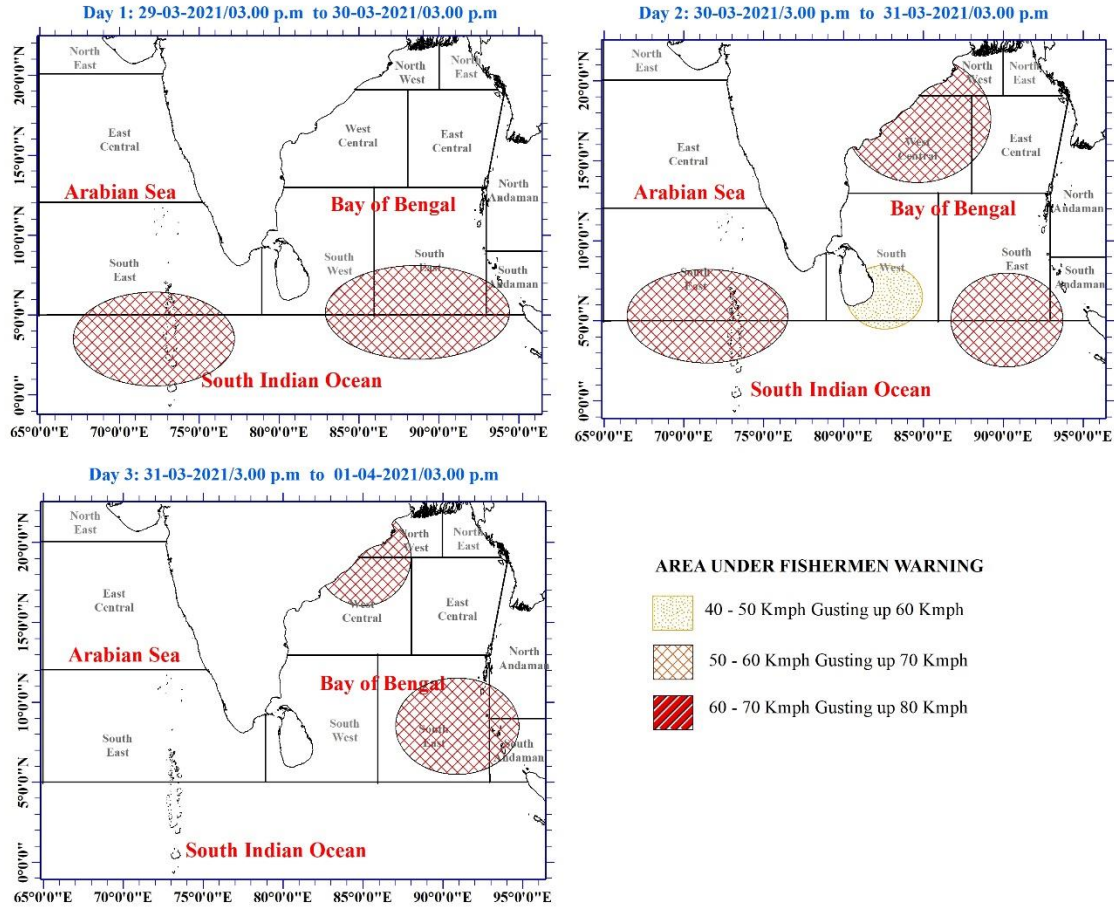 Day 1: 29-03-2021/03.00 p.m to 30-03-2021/03.00 p.m
North
East
North
West
North
East
East
Central
West
Central
East
Central
Arabian Sea
Bay of Bengal
North
Andaman
South
East
South
West
South
East
South
Andaman
South Indian Ocean
20°0'0"N
15°0'0"N
10°0'0"N
5°0'0"N
0°0'0"
65°0'0"E 70°0'0"E 75°0'0"E 80°0'0"E 85°0'0"E 90°0'0"E 95°0'0"E
Day 2: 30-03-2021/3.00 p.m to 31-03-2021/03.00 p.m
North
East
North
West
North
East
East
Central
West
Central
East
Central
Arabian Sea
Bay of Bengal
North
Andaman
South
East
South
West
South
East
South
Andaman
South Indian Ocean
20°0'0"N
15°0'0"N
10°0'0"N
5°0'0"N
0°0'0"
65°0'0"E 70°0'0"E 75°0'0"E 80°0'0"E 85°0'0"E 90°0'0"E 95°0'0"E
Day 3: 31-03-2021/3.00 p.m to 01-04-2021/03.00 p.m
North
East
North
West
North
East
East
Central
West
Central
East
Central
Arabian Sea
Bay of Bengal
North
Andaman
South
East
South
West
South
East
South
Andaman
South Indian Ocean
20°0'0"N
15°0'0"N
10°0'0"N
5°0'0"N
0°0'0"
65°0'0"E 70°0'0"E 75°0'0"E 80°0'0"E 85°0'0"E 90°0'0"E 95°0'0"E
AREA UNDER FISHERMEN WARNING
40 - 50 Kmph Gusting up 60 Kmph
50 - 60 Kmph Gusting up 70 Kmph
60 - 70 Kmph Gusting up 80 Kmph